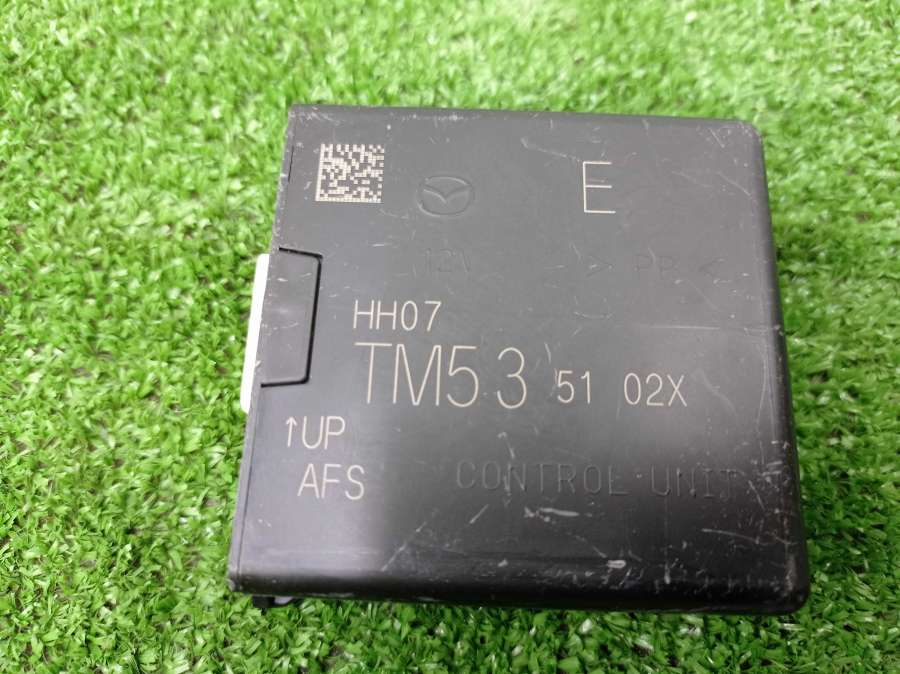 E
12V
> PP <
HH07
TM53 51 02X
↑UP
AFS CONTROL UNIT